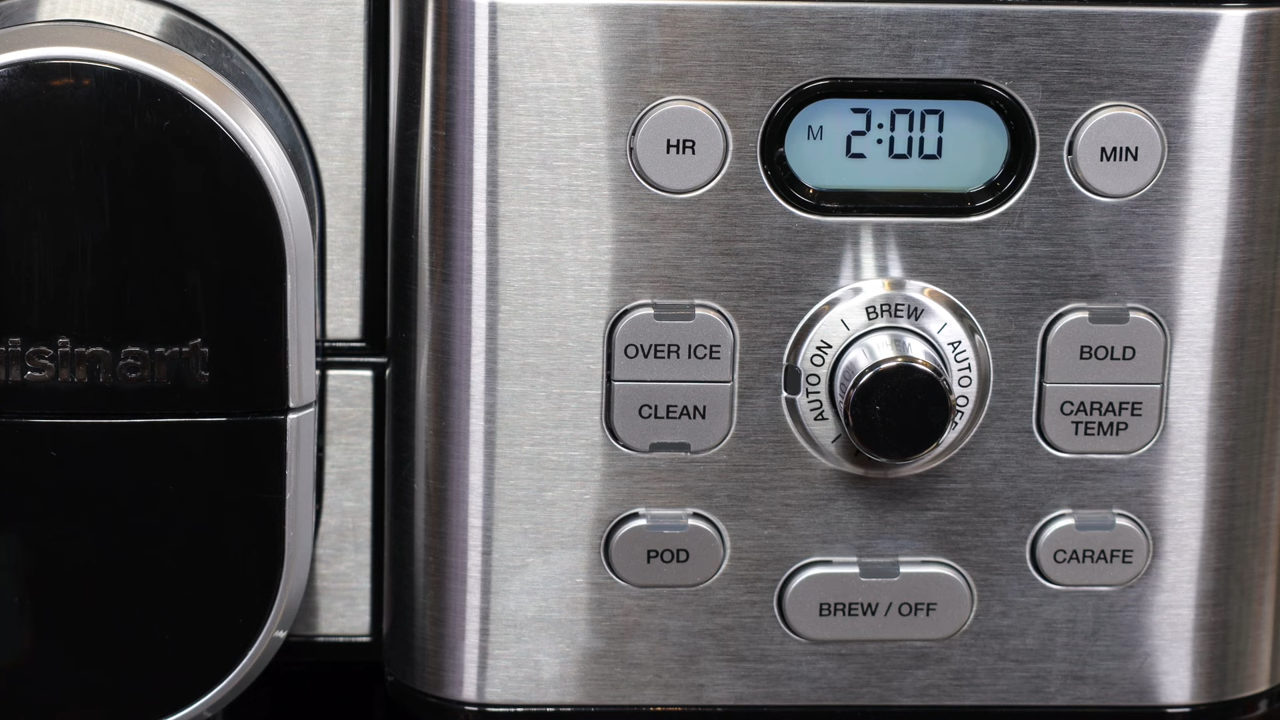 HR
M 2:00
MIN
BREW
AUTO ON
AUTO OFF
OVER ICE
CLEAN
BOLD
CARAFE
TEMP
uisinart
POD
CARAFE
BREW / OFF